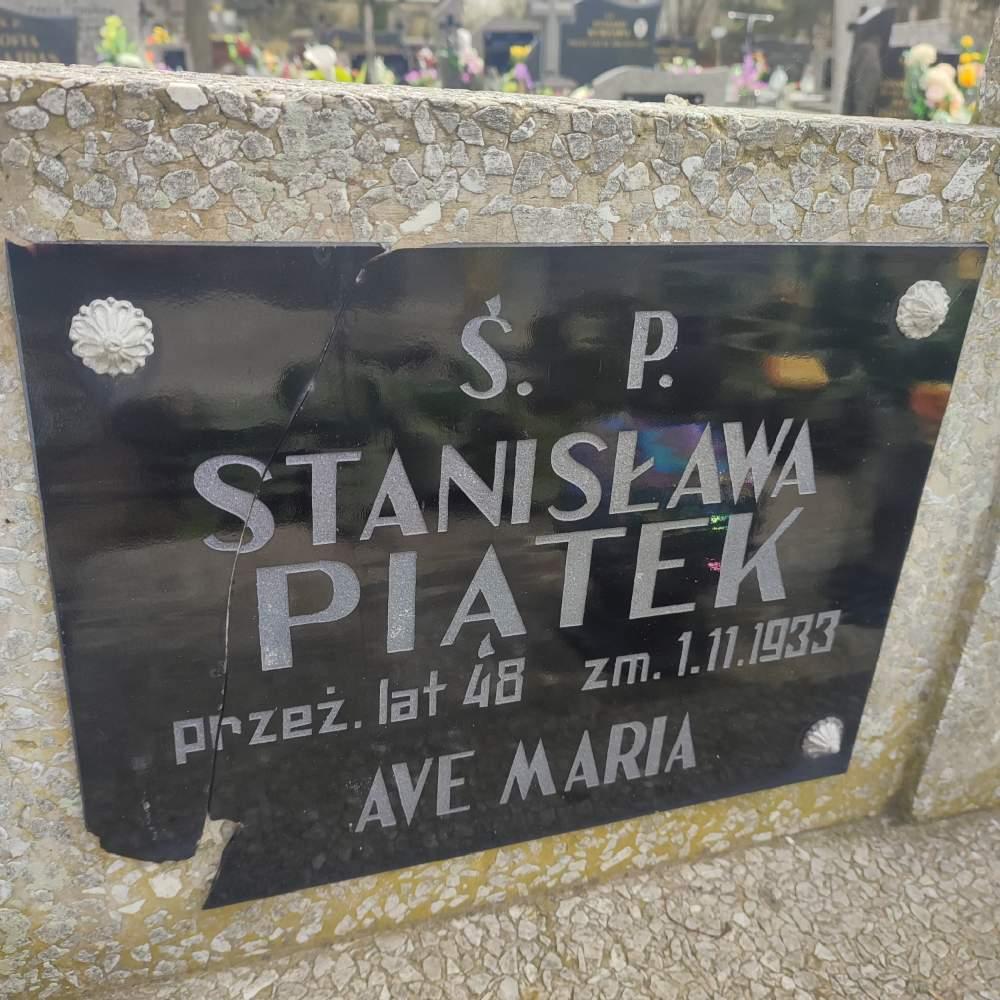 Ś. P.
STANISŁAWA
PIĄTEK
przeż. lat 48 zm. 1.11.1933
AVE MARIA